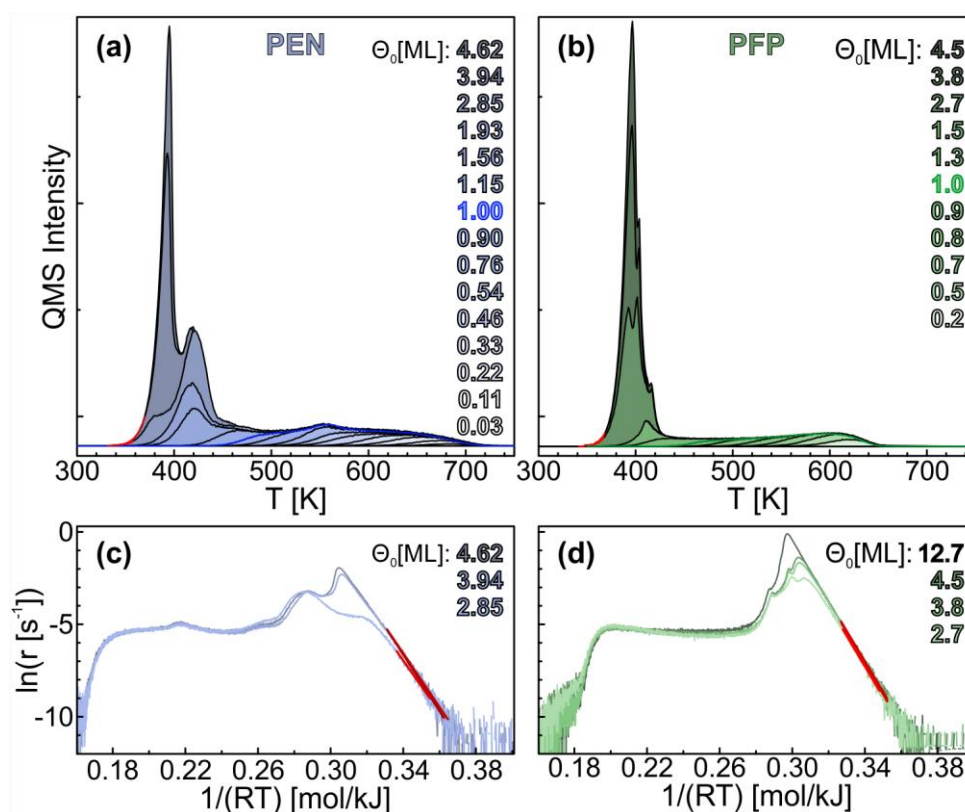 (a) PEN Θ₀[ML]: 4.62
3.94
2.85
1.93
1.56
1.15
1.00
0.90
0.76
0.54
0.46
0.33
0.22
0.11
0.03
QMS Intensity
300 400 500 600 700
T [K]
(b) PFP Θ₀[ML]: 4.5
3.8
2.7
1.5
1.3
1.0
0.9
0.8
0.7
0.5
0.2
300 400 500 600 700
T [K]
(c) Θ₀[ML]: 4.62
3.94
2.85
ln(r [s⁻¹])
0
-5
-10
0.18 0.22 0.26 0.30 0.34 0.38
1/(RT) [mol/kJ]
(d) Θ₀[ML]: 12.7
4.5
3.8
2.7
0.18 0.22 0.26 0.30 0.34 0.38
1/(RT) [mol/kJ]